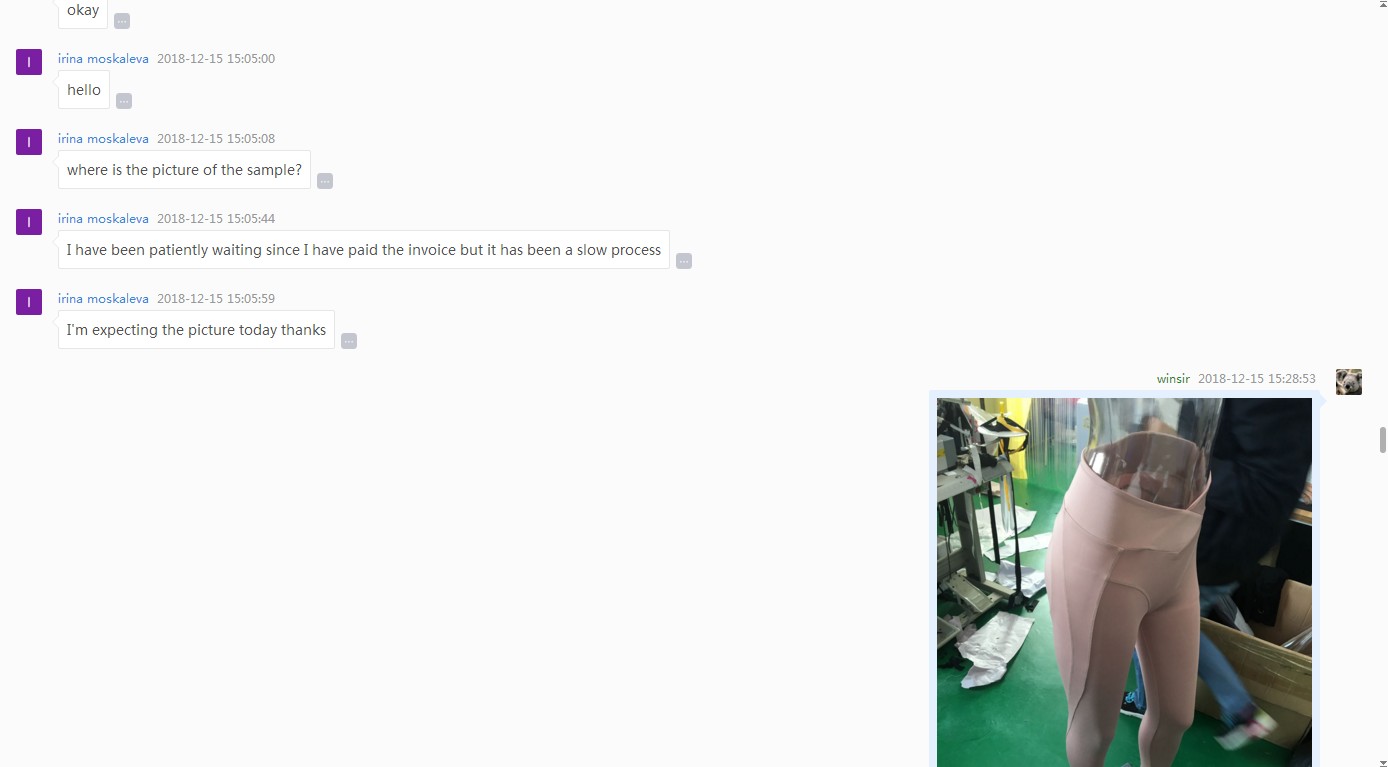 okay
...
I
irina moskaleva 2018-12-15 15:05:00
hello
...
I
irina moskaleva 2018-12-15 15:05:08
where is the picture of the sample?
...
I
irina moskaleva 2018-12-15 15:05:44
I have been patiently waiting since I have paid the invoice but it has been a slow process
...
I
irina moskaleva 2018-12-15 15:05:59
I'm expecting the picture today thanks
...
winsir 2018-12-15 15:28:53